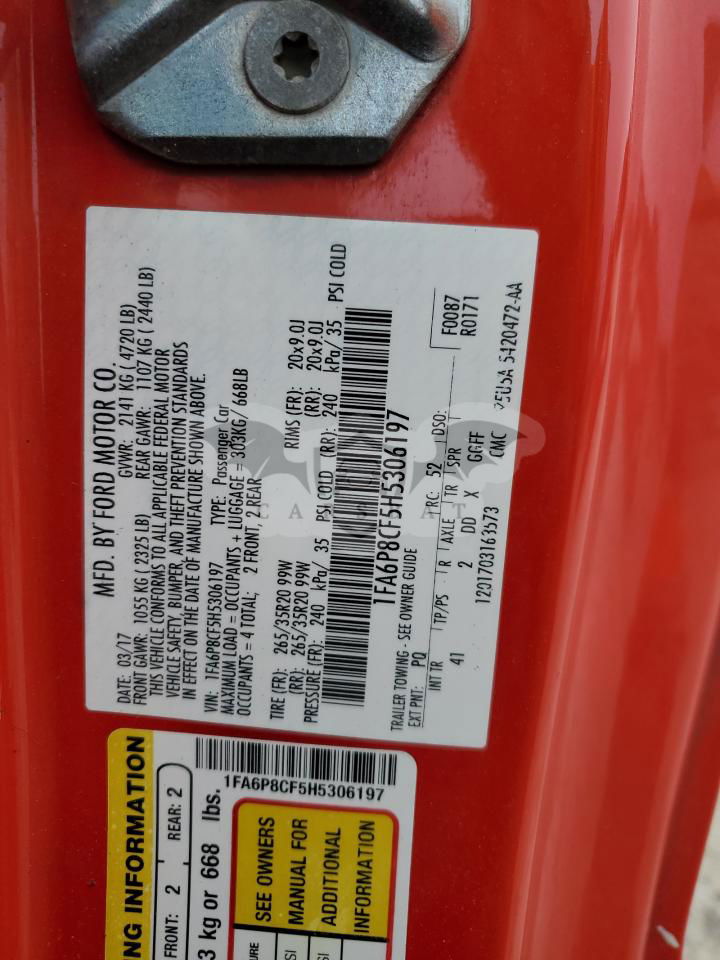 MFD. BY FORD MOTOR CO.
DATE: 03/17 GVWR: 2141 KG ( 4720 LB)
FRONT GAWR: 1055 KG ( 2325 LB) REAR GAWR: 1107 KG ( 2440 LB)
THIS VEHICLE CONFORMS TO ALL APPLICABLE FEDERAL MOTOR
VEHICLE SAFETY, BUMPER, AND THEFT PREVENTION STANDARDS
IN EFFECT ON THE DATE OF MANUFACTURE SHOWN ABOVE.
VIN: 1FA6P8CF5H5306197 TYPE: Passenger Car
MAXIMUM LOAD = OCCUPANTS + LUGGAGE = 303KG / 668LB
OCCUPANTS = 4 TOTAL; 2 FRONT, 2 REAR
TIRE (FR): 265/35R20 99W RIMS (FR): 20x9.0J
(RR): 265/35R20 99W (RR): 20x9.0J
PRESSURE (FR): 240 kPa/ 35 PSI COLD (RR): 240 kPa/ 35 PSI COLD
1FA6P8CF5H5306197
TRAILER TOWING - SEE OWNER GUIDE
EXT PNT: PQ RC: 52 DSO: F0087
R0171
INT TR TP/PS R AXLE TR SPR
41 2 DD X GGFF
1201703163573 CMC
5420472-AA
NG INFORMATION
FRONT: 2 REAR: 2
3 kg or 668 lbs.
1FA6P8CF5H5306197
SEE OWNERS
MANUAL FOR
ADDITIONAL
INFORMATION